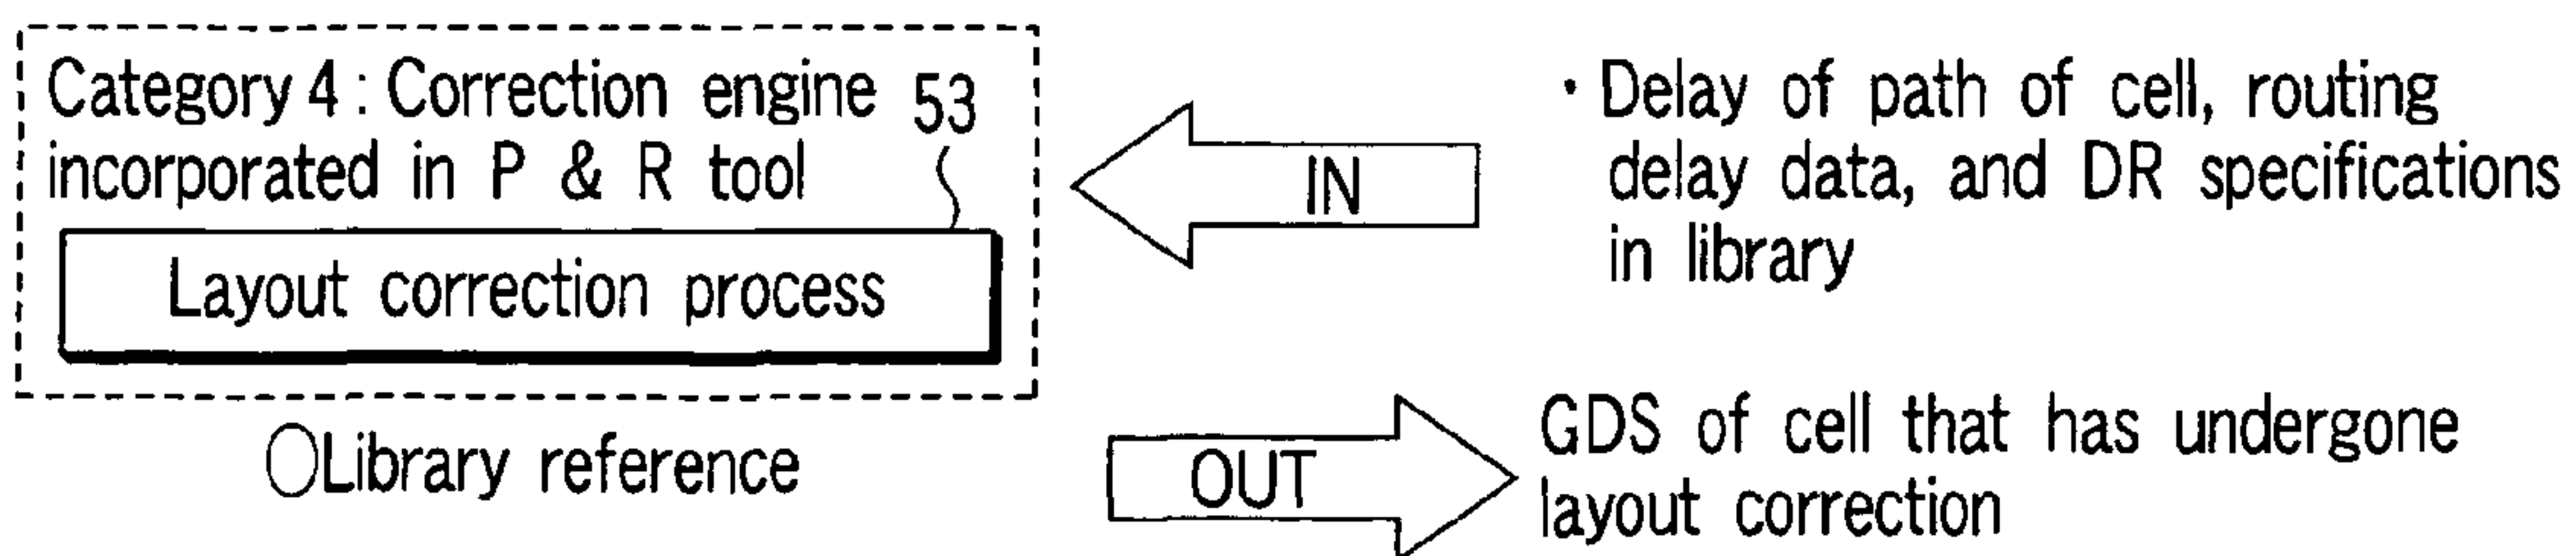 Category 4 : Correction engine 53
incorporated in P & R tool
Layout correction process
○Library reference
IN
・Delay of path of cell, routing
delay data, and DR specifications
in library
OUT
GDS of cell that has undergone
layout correction